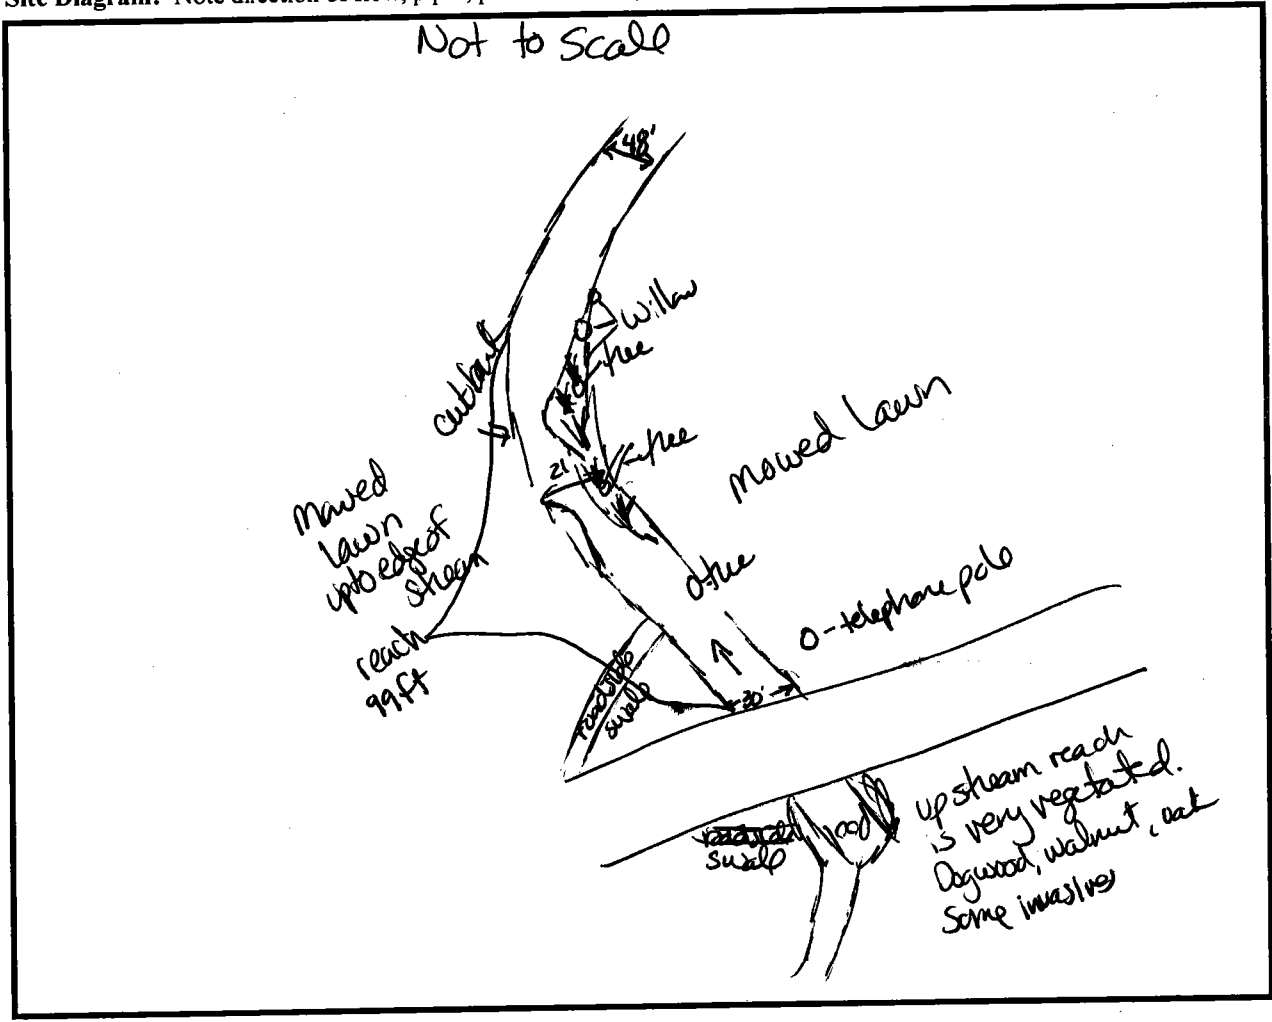 Site Diagram: Note direction of flow,
Not to Scale
48'
Willow
tree
cutbank
21'
tree
Mowed Lawn
Mowed
Lawn
up to edge of
stream
tree
telephone pole
reach
99ft
roadside
swale
30'
pool
swale
upstream reach
is very vegetated.
Dogwood, walnut, oak
Some invasives